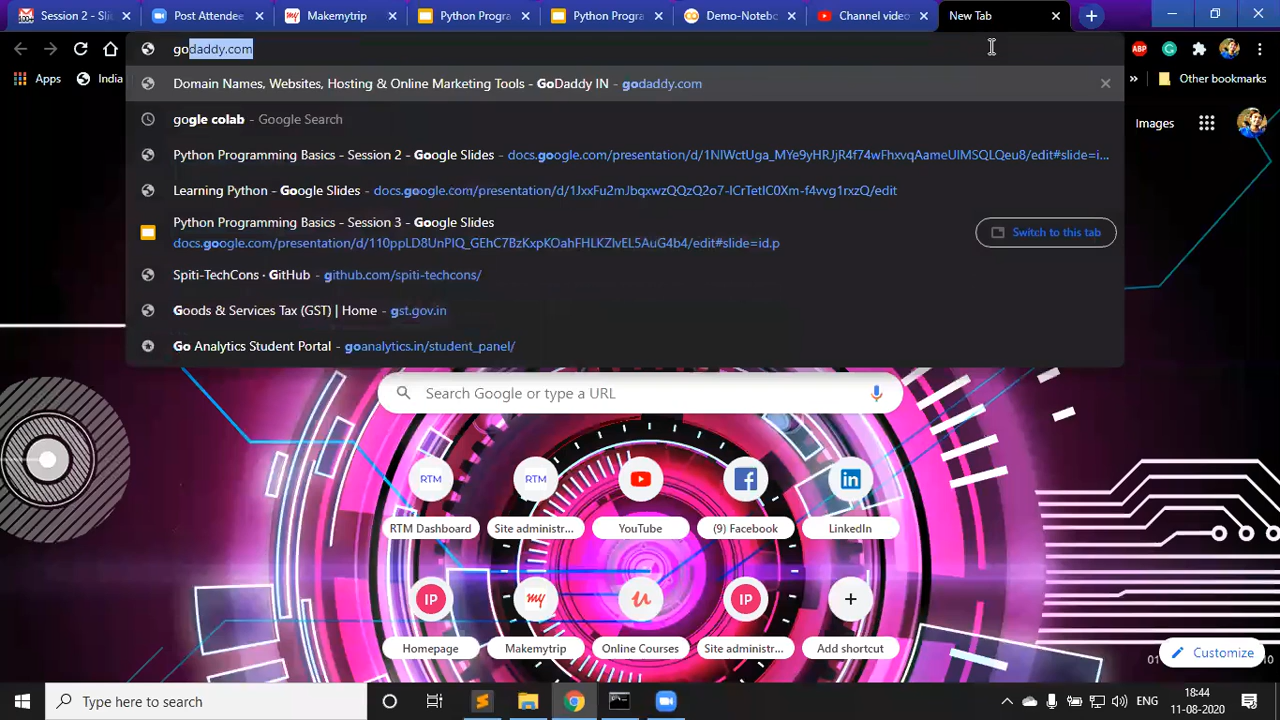 Session 2 - Sli
Post Attendee
Makemytrip
Python Progra
Python Progra
Demo-Noteb
Channel video
New Tab
godaddy.com
ABP
Apps
India
Other bookmarks
Domain Names, Websites, Hosting & Online Marketing Tools - GoDaddy IN - godaddy.com
gogle colab - Google Search
Images
Python Programming Basics - Session 2 - Google Slides - docs.google.com/presentation/d/1NIWctUga_MYe9yHRJjR4f74wFhxvqAameUIMSQLQeu8/edit#slide=i...
Learning Python - Google Slides - docs.google.com/presentation/d/1JxxFu2mJbqxwzQQzQ2o7-ICrTetIC0Xm-f4vvg1rxzQ/edit
Python Programming Basics - Session 3 - Google Slides
docs.google.com/presentation/d/110ppLD8UnPIQ_GEhC7BzKxpKOahFHLKZIvEL5AuG4b4/edit#slide=id.p
Switch to this tab
Spiti-TechCons · GitHub - github.com/spiti-techcons/
Goods & Services Tax (GST) | Home - gst.gov.in
Go Analytics Student Portal - goanalytics.in/student_panel/
Search Google or type a URL
RTM
RTM
RTM Dashboard
Site administr...
YouTube
(9) Facebook
LinkedIn
IP
my
IP
Homepage
Makemytrip
Online Courses
Site administr...
Add shortcut
Customize
Type here to search
ENG
18:44
11-08-2020